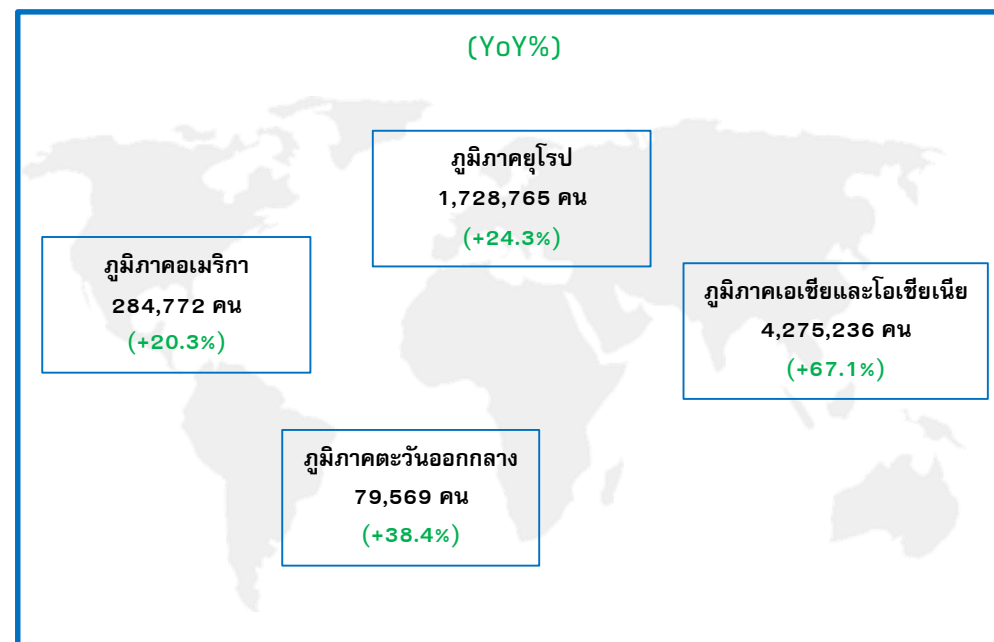 (YoY%)
ภูมิภาคยุโรป
1,728,765 คน
(+24.3%)
ภูมิภาคอเมริกา
284,772 คน
(+20.3%)
ภูมิภาคเอเชียและโอเชียเนีย
4,275,236 คน
(+67.1%)
ภูมิภาคตะวันออกกลาง
79,569 คน
(+38.4%)